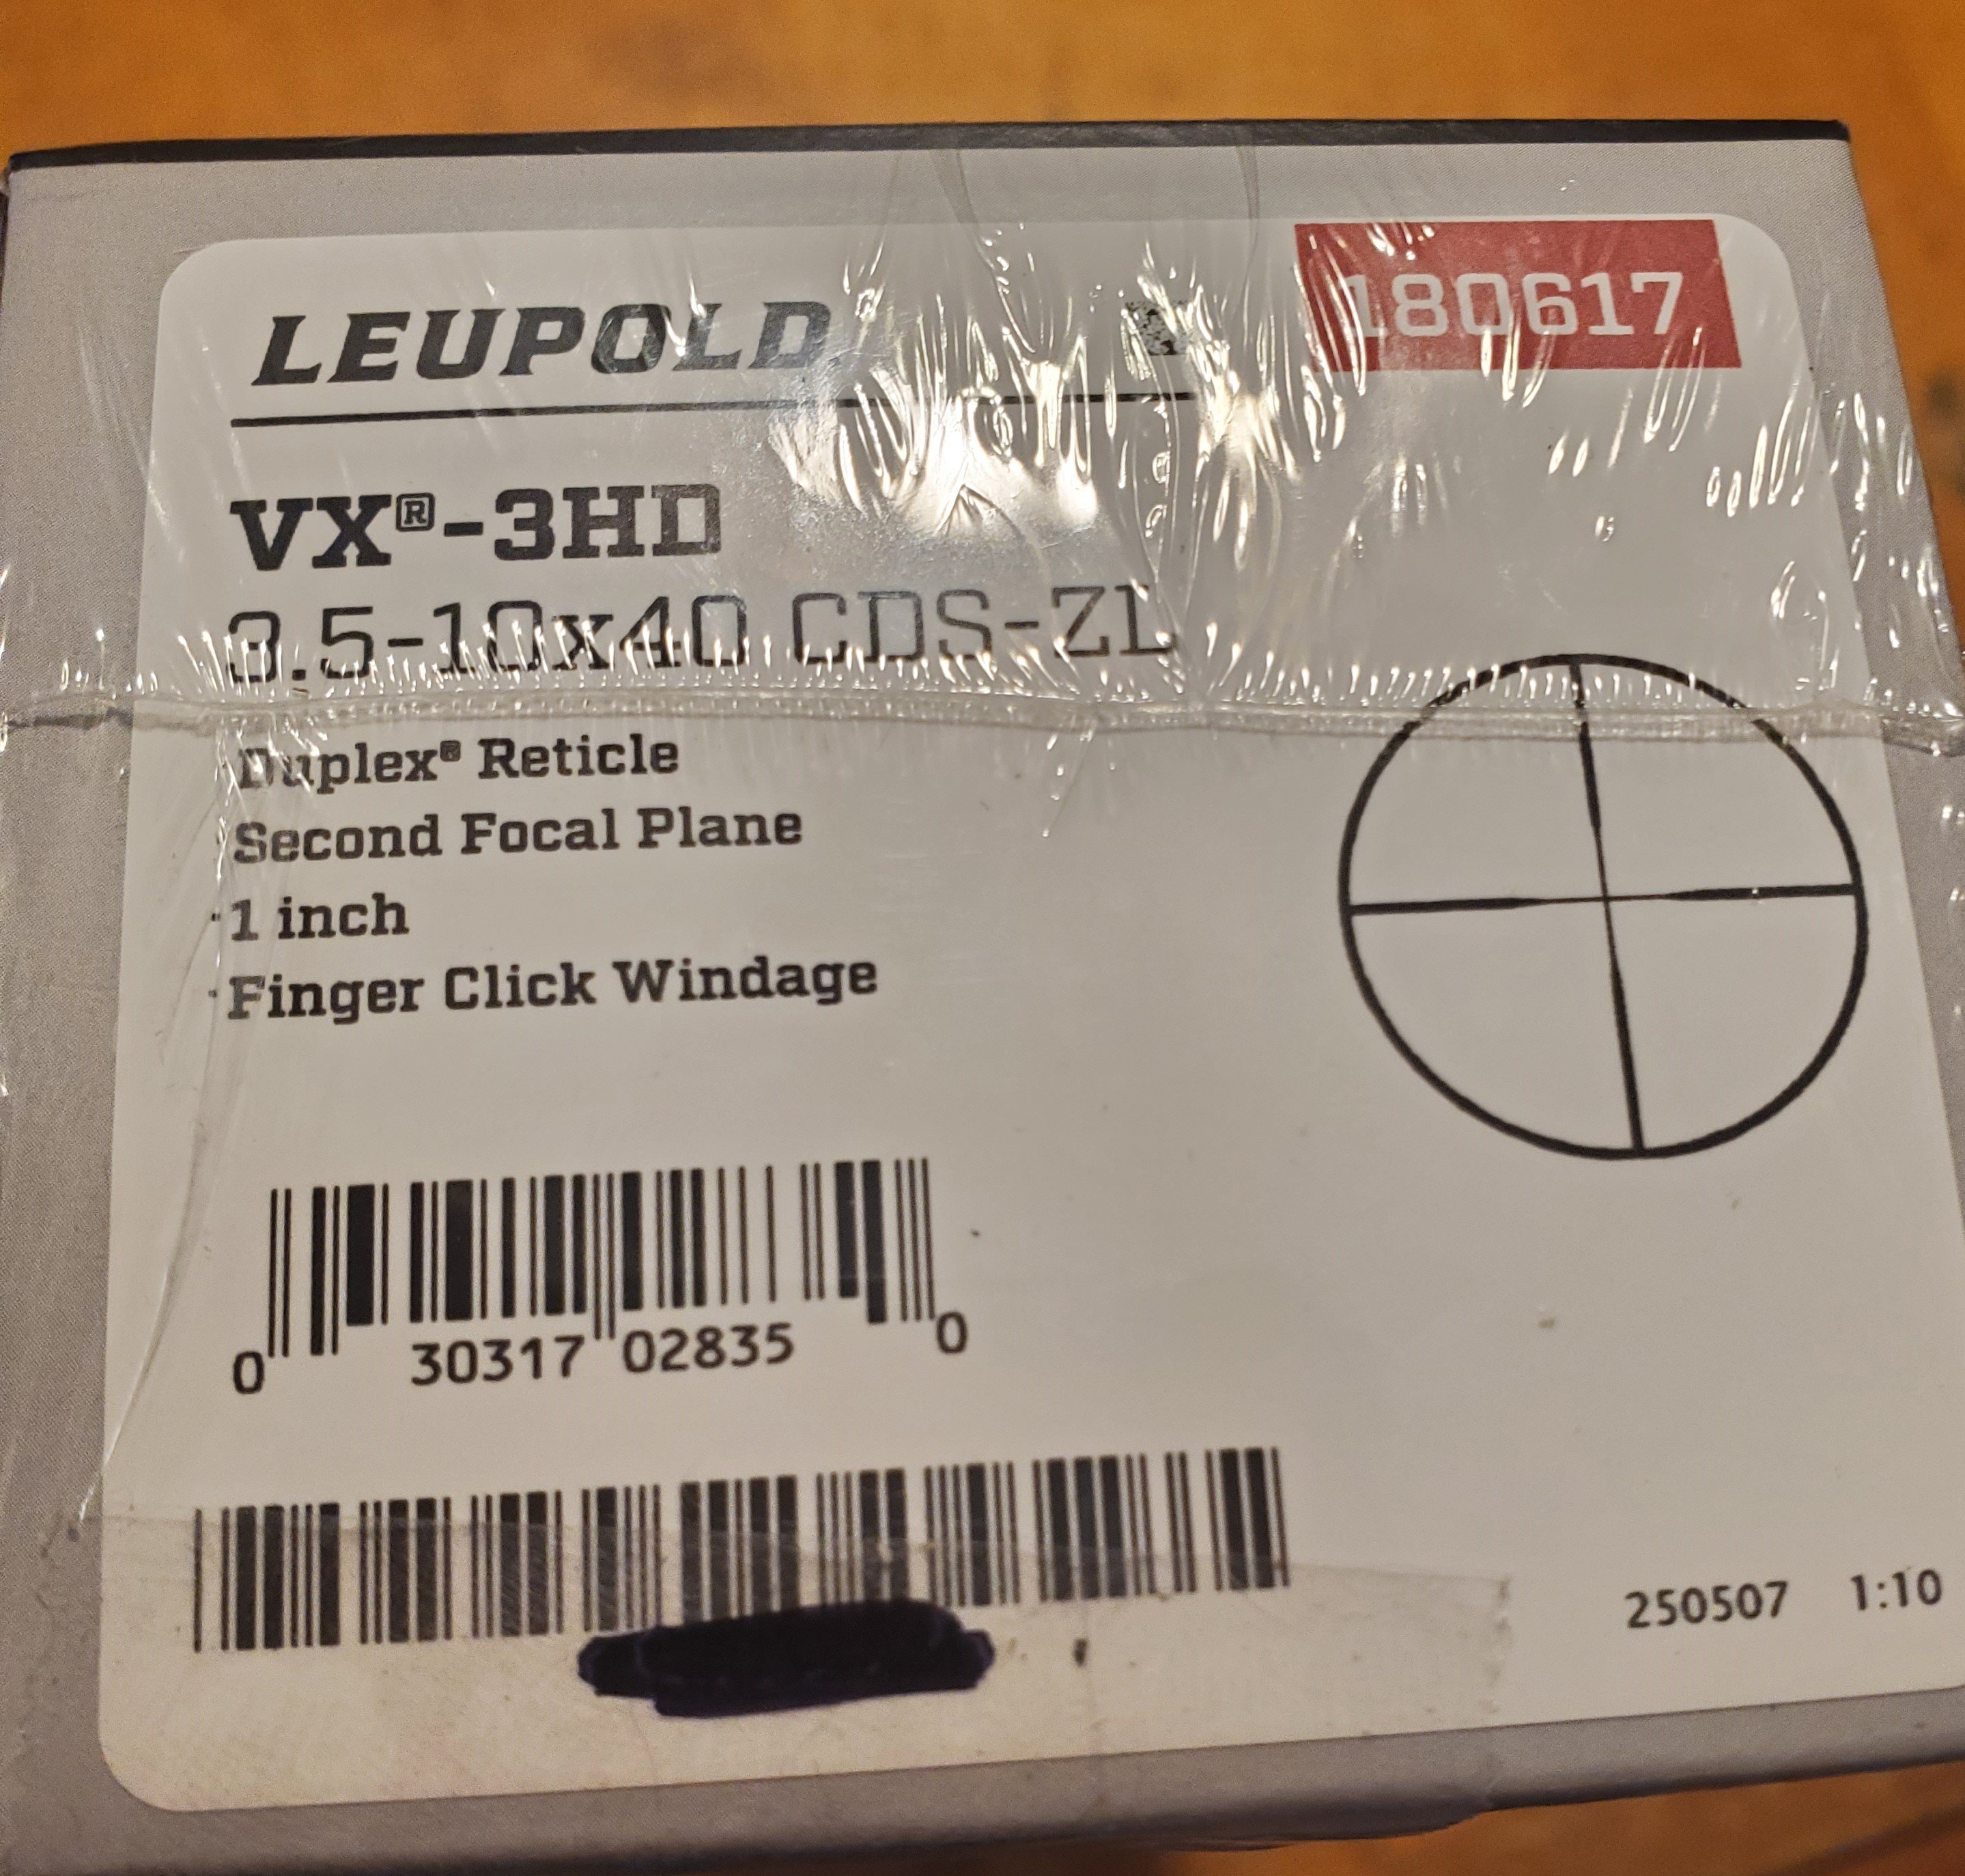 LEUPOLD
180617
VX®-3HD
3.5-10x40 CDS-ZL
Duplex® Reticle
Second Focal Plane
1 inch
Finger Click Windage
0 30317 02835 0
250507 1:10